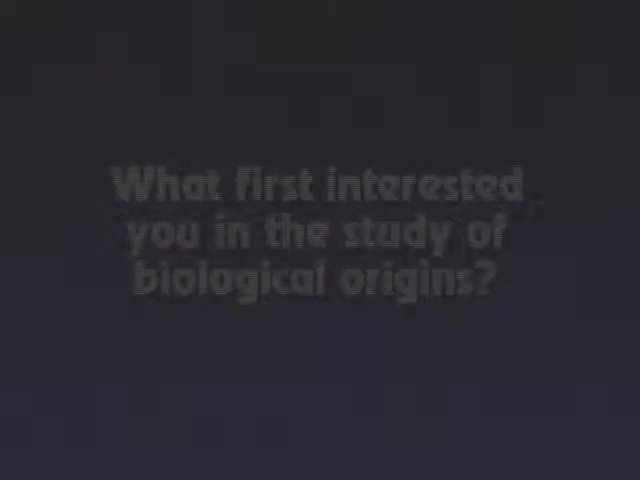 What first interested
you in the study of
biological origins?